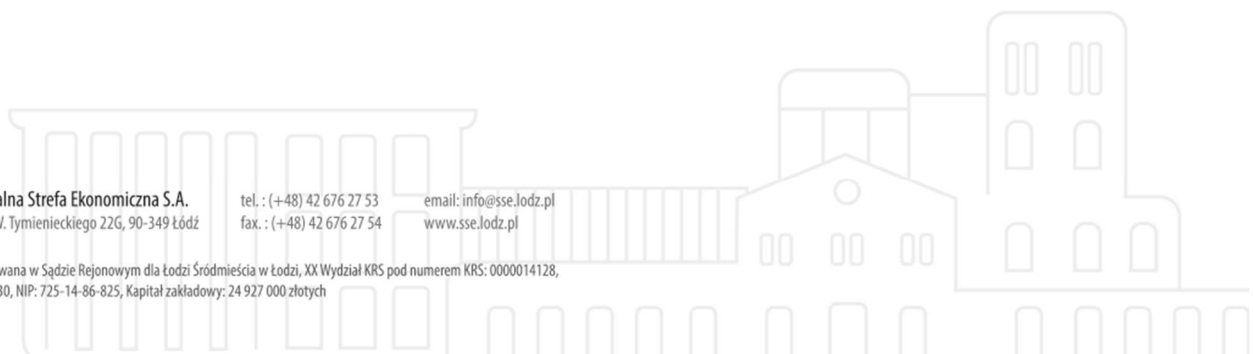 alna Strefa Ekonomiczna S.A. tel. : (+48) 42 676 27 53 email: info@sse.lodz.pl
W. Tymienieckiego 22G, 90-349 Łódź fax. : (+48) 42 676 27 54 www.sse.lodz.pl
wana w Sądzie Rejonowym dla Łodzi Śródmieścia w Łodzi, XX Wydział KRS pod numerem KRS: 0000014128,
30, NIP: 725-14-86-825, Kapitał zakładowy: 24 927 000 złotych